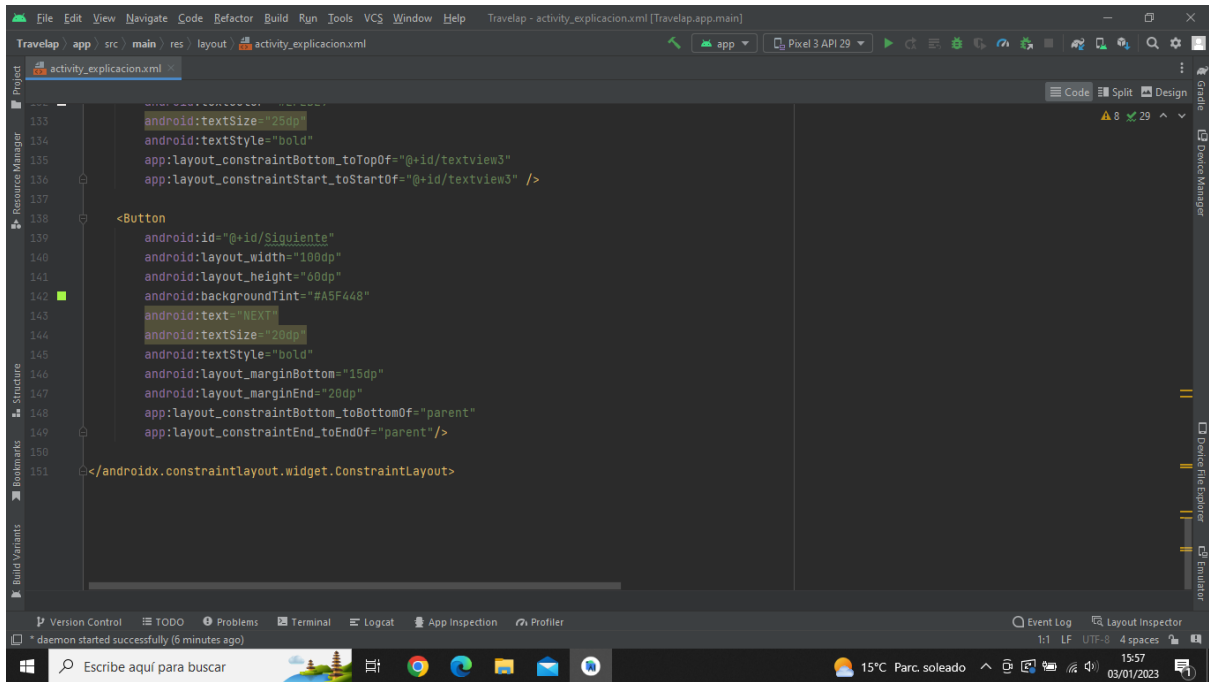 File Edit View Navigate Code Refactor Build Run Tools VCS Window Help Travelap - activity_explicacion.xml [Travelap.app.main]
Travelap app src main res layout activity_explicacion.xml app Pixel 3 API 29
Project activity_explicacion.xml Gradle
Code Split Design
133 android:textSize="25dp" 8 29
134 android:textStyle="bold"
135 app:layout_constraintBottom_toTopOf="@+id/textview3"
136 app:layout_constraintStart_toStartOf="@+id/textview3" />
137
138 <Button
139 android:id="@+id/Siguiente"
140 android:layout_width="100dp"
141 android:layout_height="60dp"
142 android:backgroundTint="#A5F448"
143 android:text="NEXT"
144 android:textSize="20dp"
145 android:textStyle="bold"
146 android:layout_marginBottom="15dp"
147 android:layout_marginEnd="20dp"
148 app:layout_constraintBottom_toBottomOf="parent"
149 app:layout_constraintEnd_toEndOf="parent"/>
150
151 </androidx.constraintlayout.widget.ConstraintLayout>
Resource Manager
Structure
Bookmarks
Build Variants
Device Manager
Device File Explorer
Emulator
Version Control TODO Problems Terminal Logcat App Inspection Profiler Event Log Layout Inspector
* daemon started successfully (6 minutes ago) 1:1 LF UTF-8 4 spaces
Escribe aquí para buscar 15°C Parc. soleado 15:57
03/01/2023 1